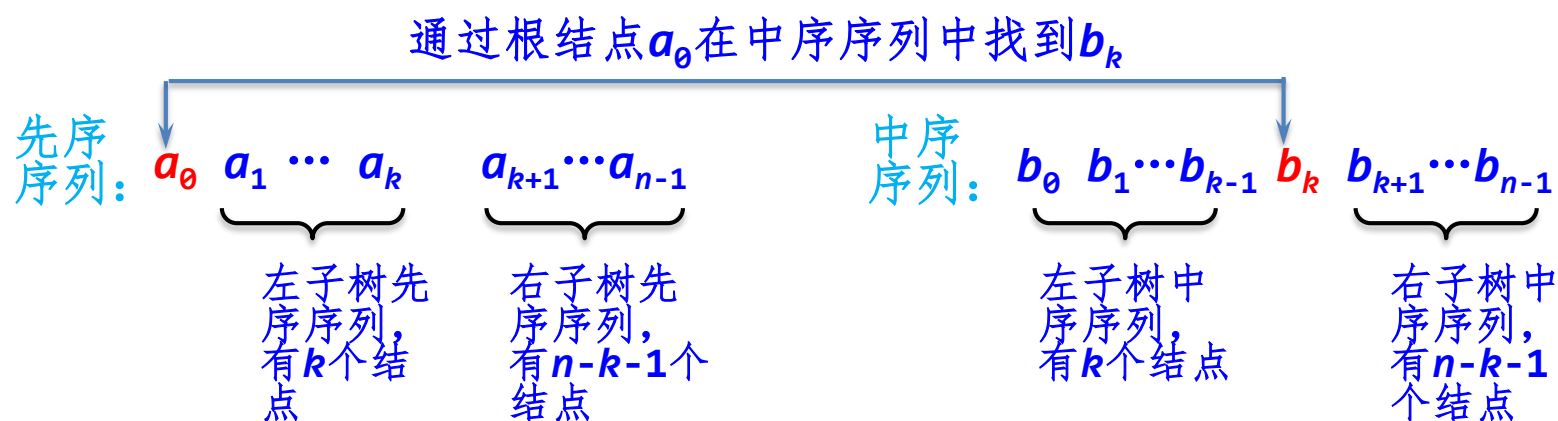 通过根结点a₀在中序序列中找到bₖ
先序
序列：a₀ a₁ … aₖ aₖ₊₁…aₙ₋₁
中序
序列：b₀ b₁…bₖ₋₁ bₖ bₖ₊₁…bₙ₋₁
左子树先
序序列，
有k个结
点
右子树先
序序列，
有n-k-1个
结点
左子树中
序序列，
有k个结点
右子树中
序序列，
有n-k-1
个结点